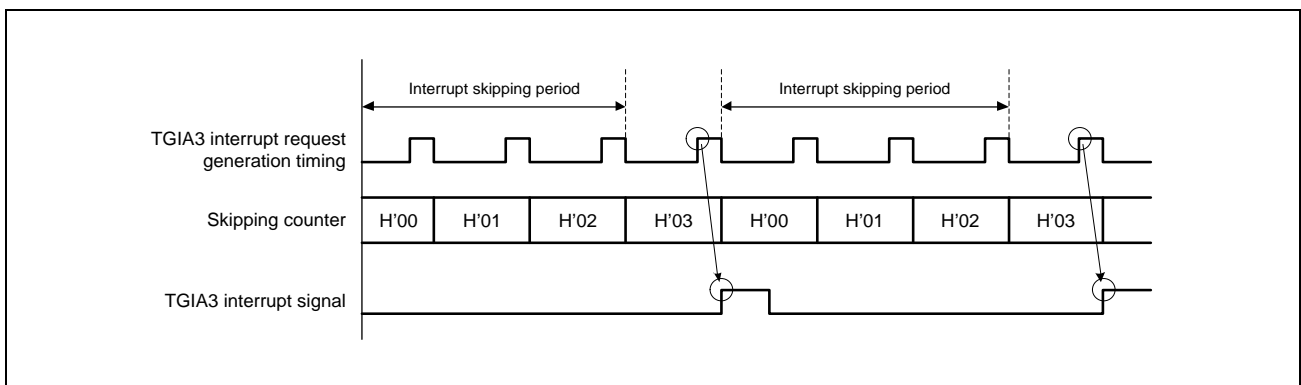 Interrupt skipping period
Interrupt skipping period
TGIA3 interrupt request
generation timing
Skipping counter
H’00 H’01 H’02 H’03 H’00 H’01 H’02 H’03
TGIA3 interrupt signal